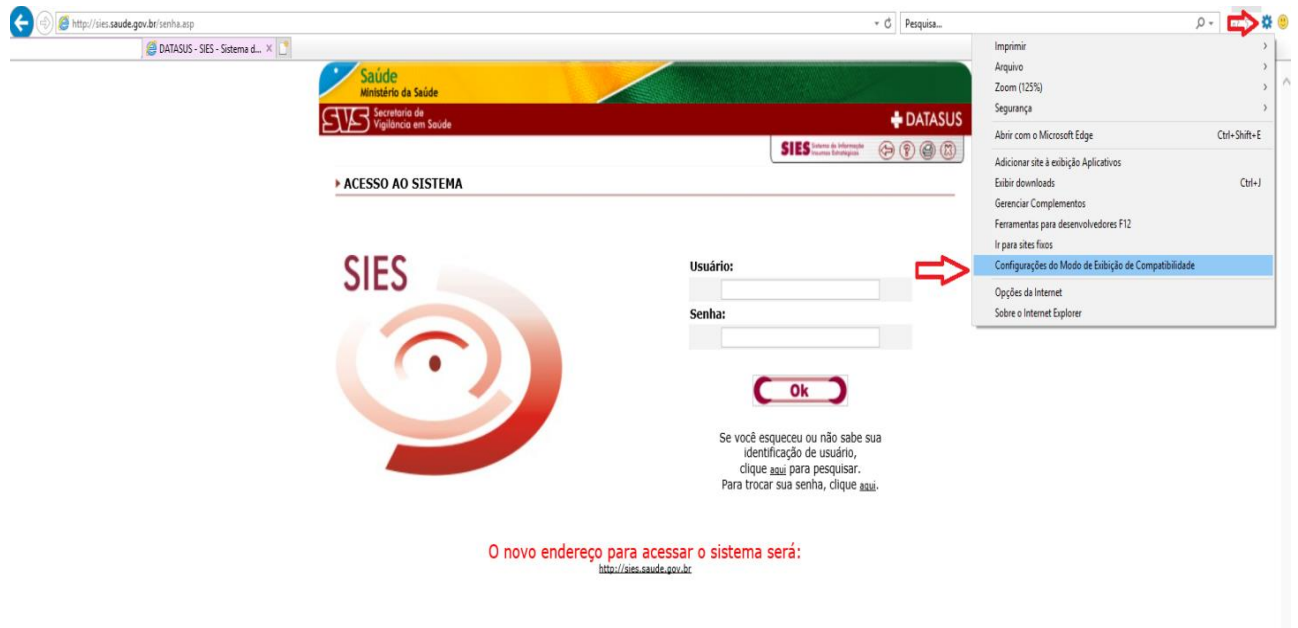 http://sies.saude.gov.br/senha.asp
Pesquisa...
DATASUS - SIES - Sistema d...
Imprimir
Arquivo
Zoom (125%)
Segurança
Abrir com o Microsoft Edge Ctrl+Shift+E
Adicionar site à exibição Aplicativos
Exibir downloads Ctrl+J
Gerenciar Complementos
Ferramentas para desenvolvedores F12
Ir para sites fixos
Configurações do Modo de Exibição de Compatibilidade
Opções da Internet
Sobre o Internet Explorer
Saúde
Ministério da Saúde
SVS Secretaria de
Vigilância em Saúde
DATASUS
SIES Sistema de Informação
Insumos Estratégicos
ACESSO AO SISTEMA
SIES
Usuário:
Senha:
Ok
Se você esqueceu ou não sabe sua
identificação de usuário,
clique aqui para pesquisar.
Para trocar sua senha, clique aqui.
O novo endereço para acessar o sistema será:
http://sies.saude.gov.br